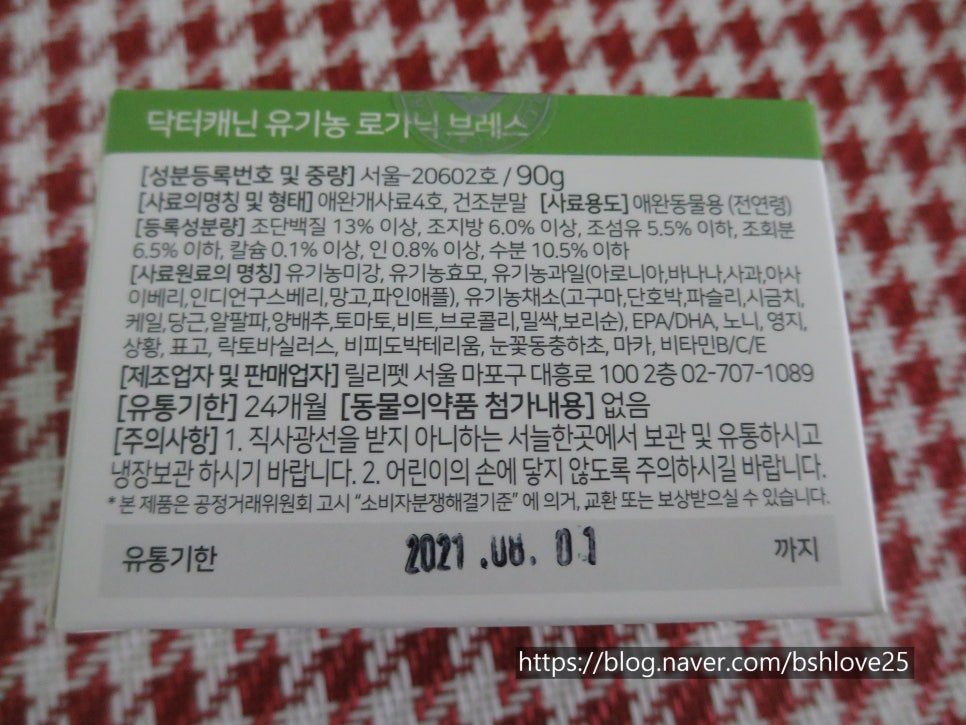 닥터캐닌 유기농 로가닉 브레스
[성분등록번호 및 중량] 서울-20602호 / 90g
[사료의명칭 및 형태] 애완개사료4호, 건조분말 [사료용도] 애완동물용 (전연령)
[등록성분량] 조단백질 13% 이상, 조지방 6.0% 이상, 조섬유 5.5% 이하, 조회분
6.5% 이하, 칼슘 0.1% 이상, 인 0.8% 이상, 수분 10.5% 이하
[사료원료의 명칭] 유기농미강, 유기농효모, 유기농과일(아로니아,바나나,사과,아사
이베리,인디언구스베리,망고,파인애플), 유기농채소(고구마,단호박,파슬리,시금치,
케일,당근,알팔파,양배추,토마토,비트,브로콜리,밀싹,보리순), EPA/DHA, 노니, 영지,
상황, 표고, 락토바실러스, 비피도박테리움, 눈꽃동충하초, 마카, 비타민B/C/E
[제조업자 및 판매업자] 릴리펫 서울 마포구 대흥로 100 2층 02-707-1089
[유통기한] 24개월 [동물의약품 첨가내용] 없음
[주의사항] 1. 직사광선을 받지 아니하는 서늘한곳에서 보관 및 유통하시고
냉장보관 하시기 바랍니다. 2. 어린이의 손에 닿지 않도록 주의하시길 바랍니다.
* 본 제품은 공정거래위원회 고시 “소비자분쟁해결기준” 에 의거, 교환 또는 보상받으실 수 있습니다.
유통기한 2021.08.01 까지
https://blog.naver.com/bshlove25